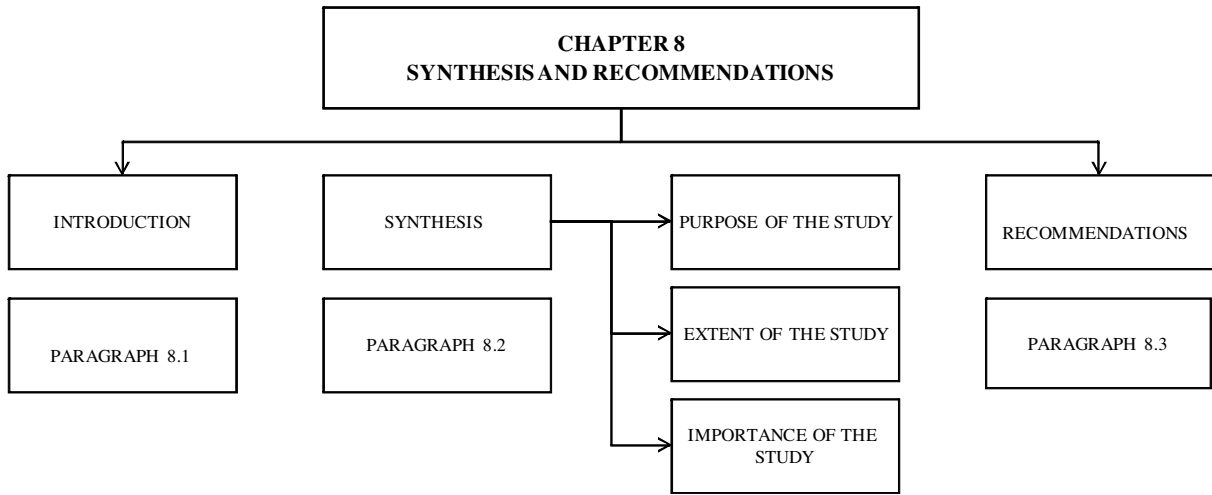 CHAPTER 8
SYNTHESIS AND RECOMMENDATIONS
INTRODUCTION
SYNTHESIS
PURPOSE OF THE STUDY
RECOMMENDATIONS
PARAGRAPH 8.1
PARAGRAPH 8.2
EXTENT OF THE STUDY
PARAGRAPH 8.3
IMPORTANCE OF THE
STUDY